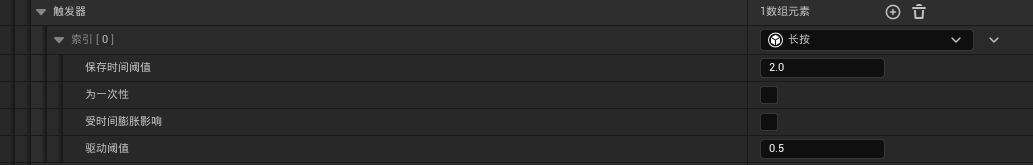 触发器 1数组元素
索引 [ 0 ] 长按
保存时间阈值 2.0
为一次性
受时间膨胀影响
驱动阈值 0.5